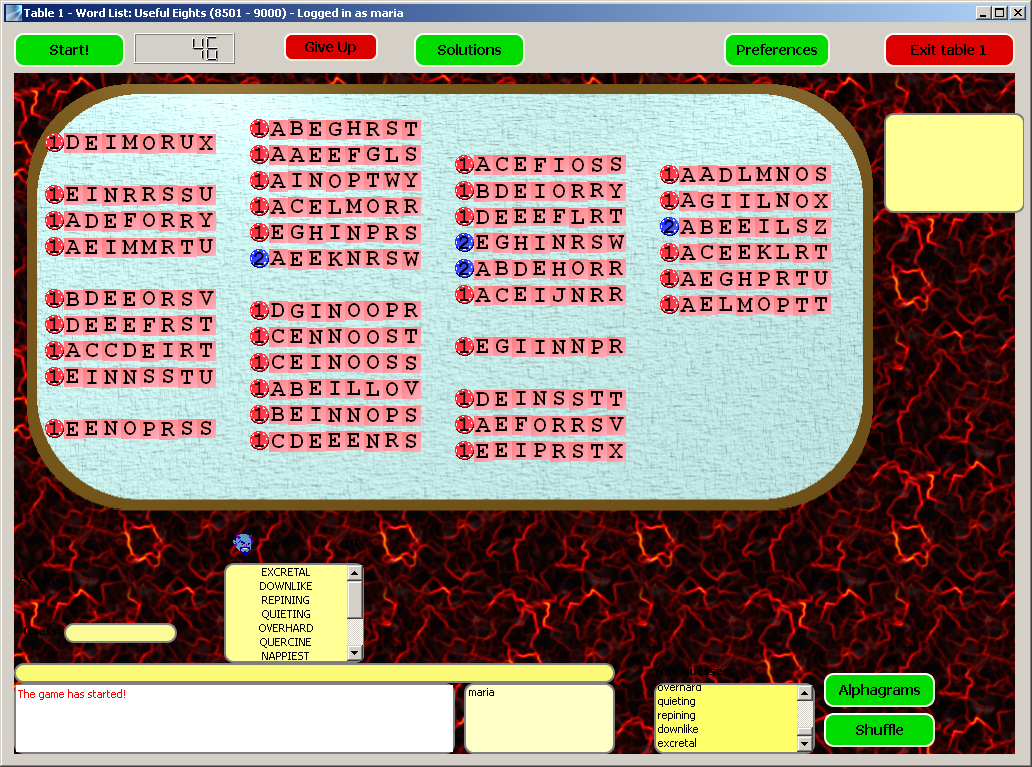 Table 1 - Word List: Useful Eights (8501 - 9000) - Logged in as maria
Start!
46
Give Up
Solutions
Preferences
Exit table 1
1 DEIMORUX
1 EINRRSSU
1 ADEFORRY
1 AEIMMRTU
1 BDEEORSV
1 DEEEFRST
1 ACCDEIRT
1 EINNSSTU
1 EENOPRSS
1 ABEGHRST
1 AAEEFGLS
1 AINOPTWY
1 ACELMORR
1 EGHINPRS
2 AEEKNRSW
1 DGINOOPR
1 CENNOOST
1 CEINOOSS
1 ABEILLOV
1 BEINNOPS
1 CDEEENRS
1 ACEFIOSS
1 BDEIORRY
1 DEEEFLRT
2 EGHINRSW
2 ABDEHORR
1 ACEIJNRR
1 EGIINNPR
1 DEINSSTT
1 AEFORRSV
1 EEIPRSTX
1 AADLMNOS
1 AGIILNOX
2 ABEEILSZ
1 ACEEKLRT
1 AEGHPRTU
1 AELMOPTT
EXCRETAL
DOWNLIKE
REPINING
QUIETING
OVERHARD
QUERCINE
NAPPIEST
The game has started!
maria
overhard
quieting
repining
downlike
excretal
Alphagrams
Shuffle